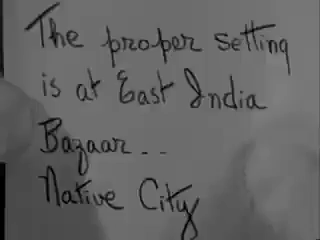 The proper setting
is at East India
Bazaar...
Native City